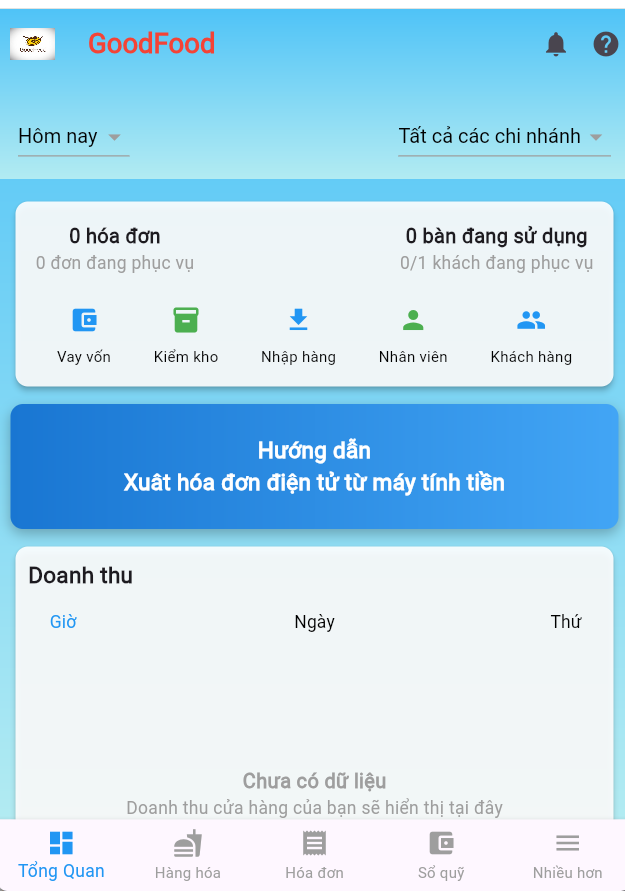 GoodFood
Hôm nay
Tất cả các chi nhánh
0 hóa đơn
0 bàn đang sử dụng
0 đơn đang phục vụ
0/1 khách đang phục vụ
Vay vốn
Kiểm kho
Nhập hàng
Nhân viên
Khách hàng
Hướng dẫn
Xuât hóa đơn điện tử từ máy tính tiền
Doanh thu
Giờ
Ngày
Thứ
Chưa có dữ liệu
Doanh thu cửa hàng của bạn sẽ hiển thị tại đây
Tổng Quan
Hàng hóa
Hóa đơn
Sổ quỹ
Nhiều hơn